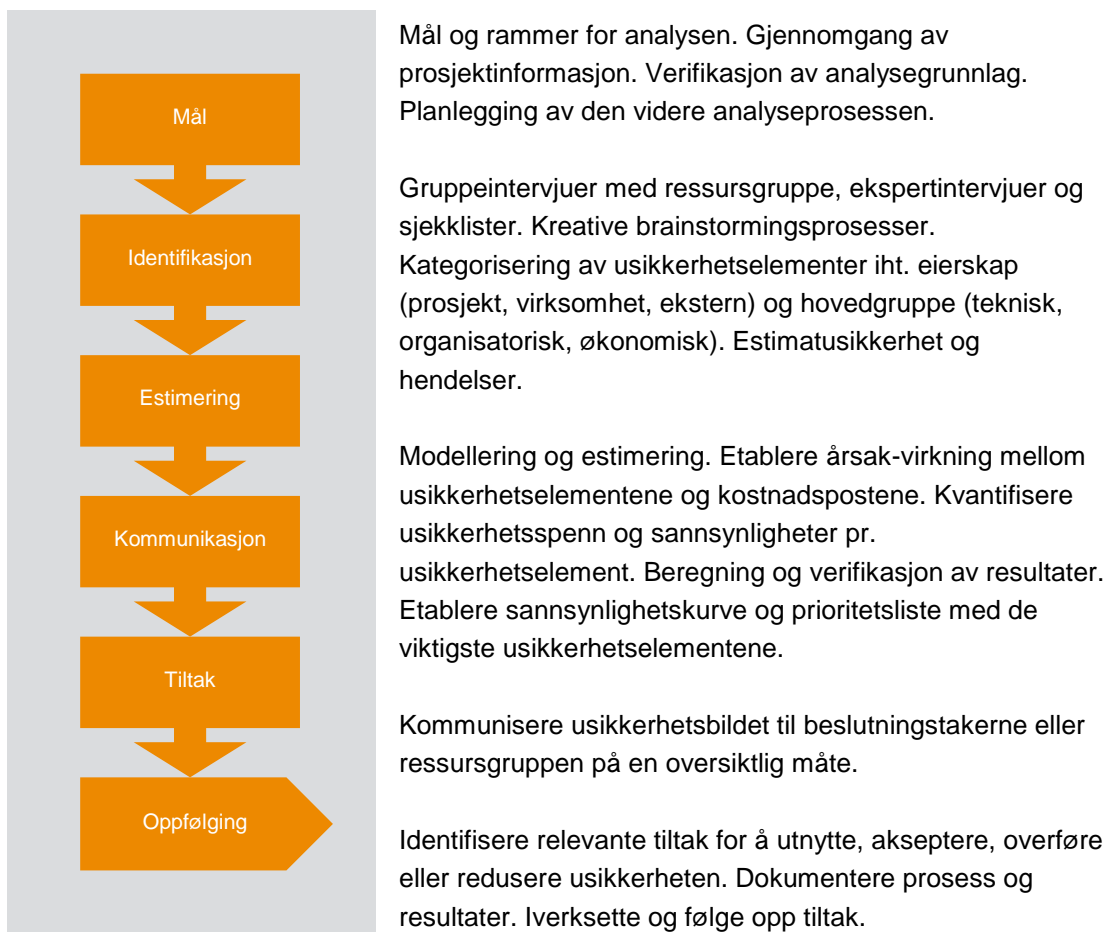 Mål
Identifikasjon
Estimering
Kommunikasjon
Tiltak
Oppfølging
Mål og rammer for analysen. Gjennomgang av
prosjektinformasjon. Verifikasjon av analysegrunnlag.
Planlegging av den videre analyseprosessen.
Gruppeintervjuer med ressursgruppe, ekspertintervjuer og
sjekklister. Kreative brainstormingsprosesser.
Kategorisering av usikkerhetselementer iht. eierskap
(prosjekt, virksomhet, ekstern) og hovedgruppe (teknisk,
organisatorisk, økonomisk). Estimatusikkerhet og
hendelser.
Modellering og estimering. Etablere årsak-virkning mellom
usikkerhetselementene og kostnadspostene. Kvantifisere
usikkerhetsspenn og sannsynligheter pr.
usikkerhetselement. Beregning og verifikasjon av resultater.
Etablere sannsynlighetskurve og prioritetsliste med de
viktigste usikkerhetselementene.
Kommunisere usikkerhetsbildet til beslutningstakerne eller
ressursgruppen på en oversiktlig måte.
Identifisere relevante tiltak for å utnytte, akseptere, overføre
eller redusere usikkerheten. Dokumentere prosess og
resultater. Iverksette og følge opp tiltak.